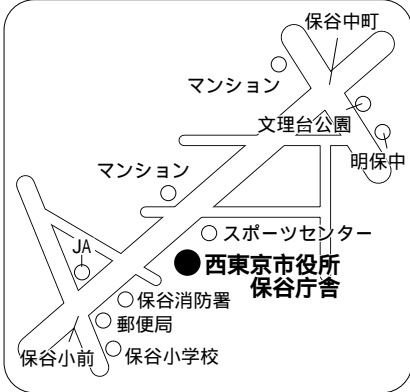 保谷中町
マンション
文理台公園
明保中
マンション
スポーツセンター
JA
西東京市役所
保谷庁舎
保谷消防署
郵便局
保谷小前
保谷小学校